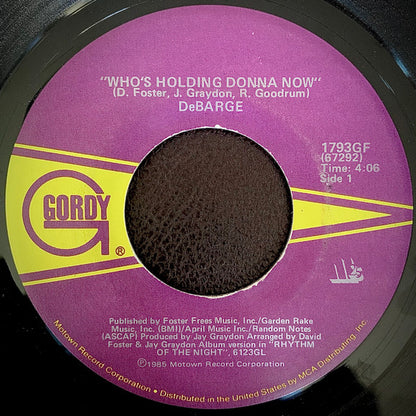 "WHO'S HOLDING DONNA NOW"
(D. Foster, J. Graydon, R. Goodrum)
DeBARGE
1793GF
(67292)
Time: 4:06
Side 1
GORDY
G®
Published by Foster Frees Music, Inc./Garden Rake
Music, Inc. (BMI)/April Music Inc./Random Notes
(ASCAP) Produced by Jay Graydon Arranged by David
Foster & Jay Graydon Album version in "RHYTHM
OF THE NIGHT", 6123GL
℗1985 Motown Record Corporation
Motown Record Corporation • Distributed in the United States by MCA Distributing, Inc.